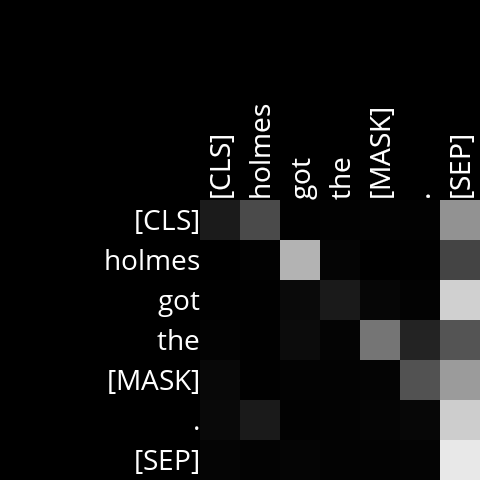 [CLS]
holmes
got
the
[MASK]
.
[SEP]
[CLS]
holmes
got
the
[MASK]
.
[SEP]